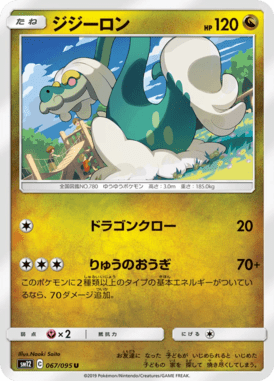 たね ジジーロン HP120
全国図鑑NO.780 ゆうゆうポケモン 高さ：3.0m 重さ：185.0kg
ドラゴンクロー 20
りゅうのおうぎ 70+
このポケモンに2種類以上のタイプの基本エネルギーがついているなら、70ダメージ追加。
弱点 ×2 抵抗力 にげる
Illus.Naoki Saito
sm12 C 067/095 U
©2019 Pokémon/Nintendo/Creatures/GAME FREAK.